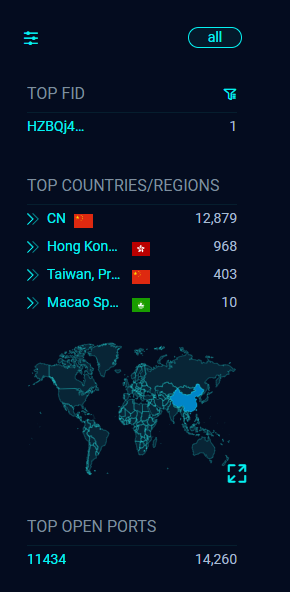 all
TOP FID
HZBQj4... 1
TOP COUNTRIES/REGIONS
CN 12,879
Hong Kon... 968
Taiwan, Pr... 403
Macao Sp... 10
TOP OPEN PORTS
11434 14,260